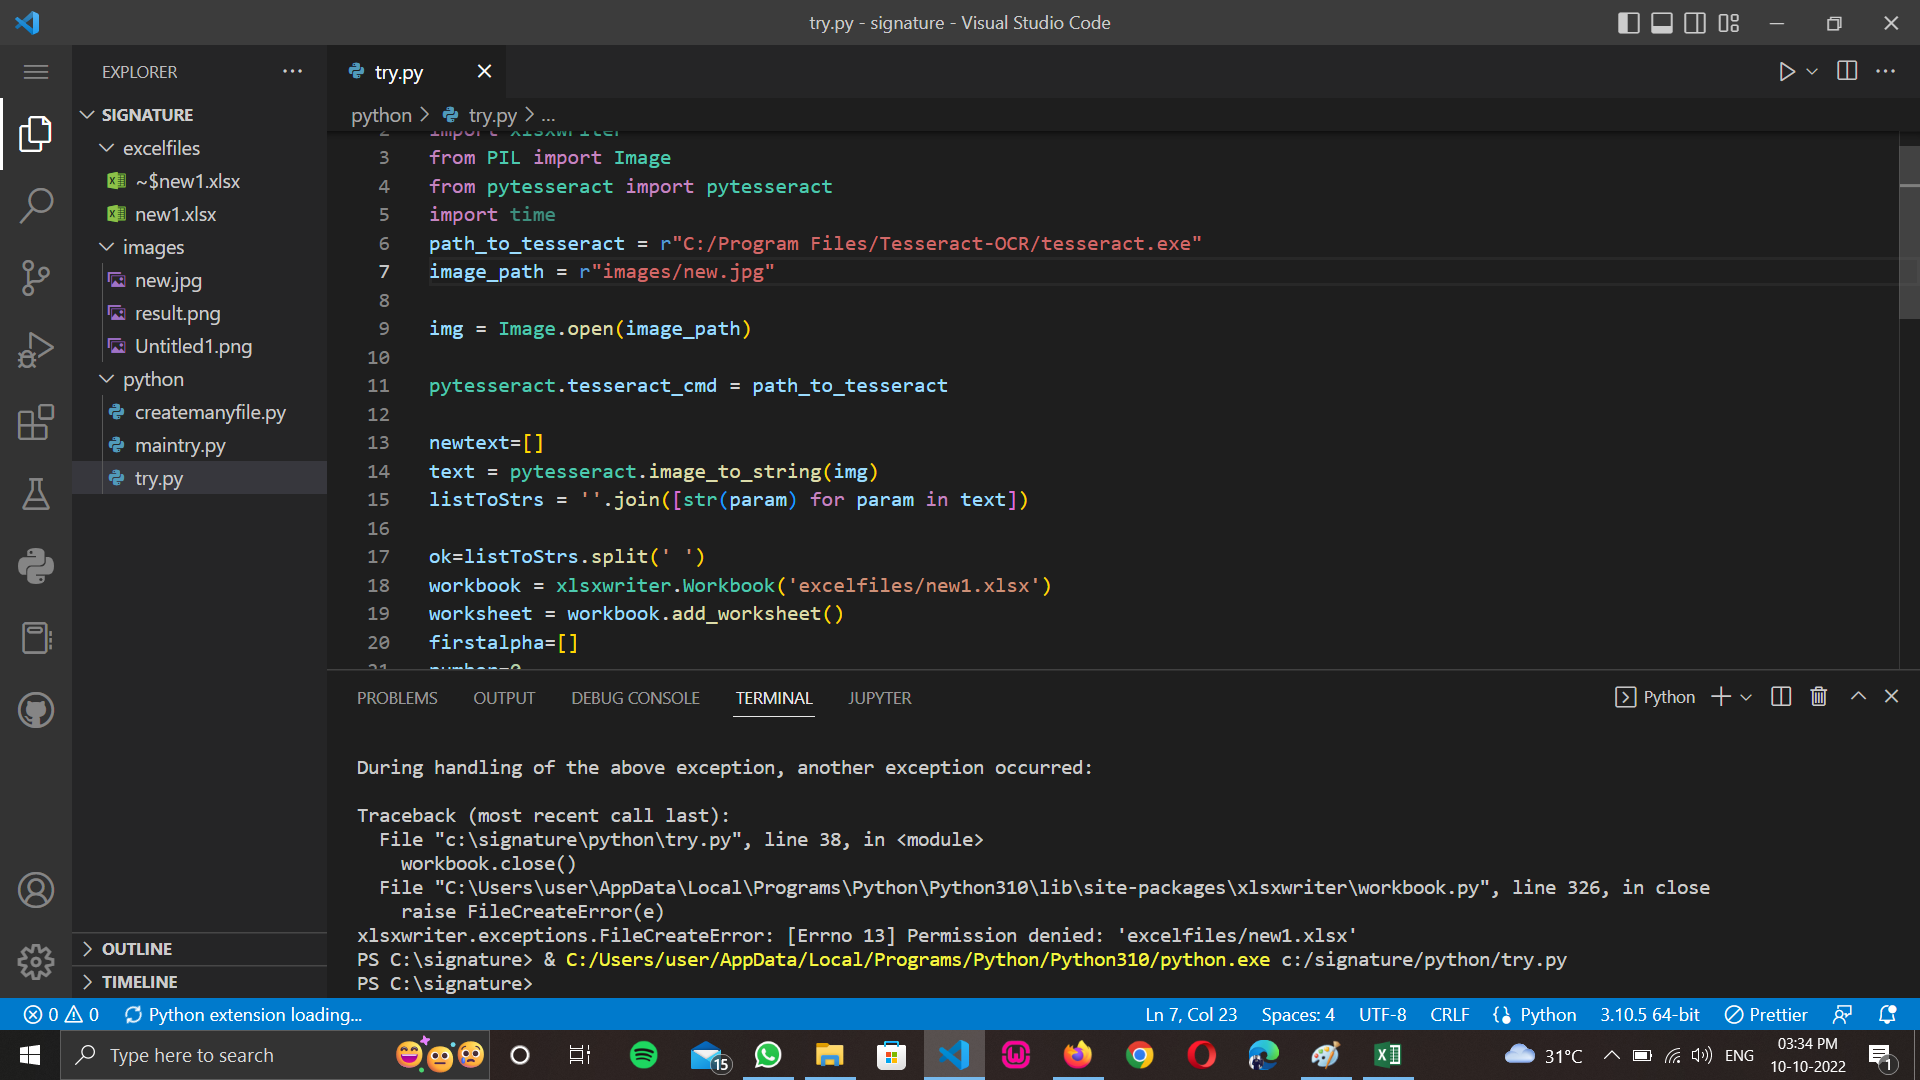 try.py - signature - Visual Studio Code
EXPLORER
SIGNATURE
excelfiles
~$new1.xlsx
new1.xlsx
images
new.jpg
result.png
Untitled1.png
python
createmanyfile.py
maintry.py
try.py
OUTLINE
TIMELINE
try.py
python > try.py > ...
2 import xlsxwriter
3 from PIL import Image
4 from pytesseract import pytesseract
5 import time
6 path_to_tesseract = r"C:/Program Files/Tesseract-OCR/tesseract.exe"
7 image_path = r"images/new.jpg"
8
9 img = Image.open(image_path)
10
11 pytesseract.tesseract_cmd = path_to_tesseract
12
13 newtext=[]
14 text = pytesseract.image_to_string(img)
15 listToStrs = ''.join([str(param) for param in text])
16
17 ok=listToStrs.split(' ')
18 workbook = xlsxwriter.Workbook('excelfiles/new1.xlsx')
19 worksheet = workbook.add_worksheet()
20 firstalpha=[]
21 number=0
PROBLEMS OUTPUT DEBUG CONSOLE TERMINAL JUPYTER
Python
During handling of the above exception, another exception occurred:
Traceback (most recent call last):
File "c:\signature\python\try.py", line 38, in <module>
workbook.close()
File "C:\Users\user\AppData\Local\Programs\Python\Python310\lib\site-packages\xlsxwriter\workbook.py", line 326, in close
raise FileCreateError(e)
xlsxwriter.exceptions.FileCreateError: [Errno 13] Permission denied: 'excelfiles/new1.xlsx'
PS C:\signature> & C:/Users/user/AppData/Local/Programs/Python/Python310/python.exe c:/signature/python/try.py
PS C:\signature>
0 0 Python extension loading... Ln 7, Col 23 Spaces: 4 UTF-8 CRLF Python 3.10.5 64-bit Prettier
Type here to search 15 31°C ENG 03:34 PM
10-10-2022 1